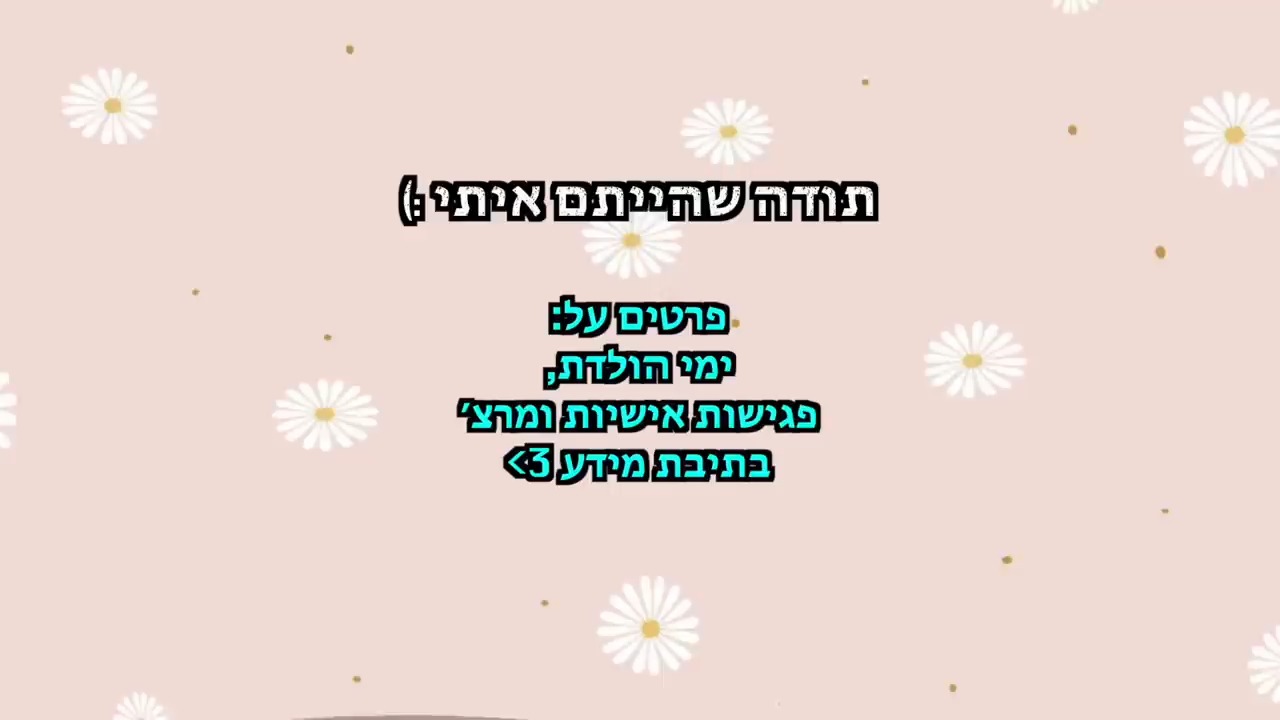 תודה שהייתם איתי :)
פרטים על:
ימי הולדת,
פגישות אישיות ומרצ'
בתיבת מידע <3